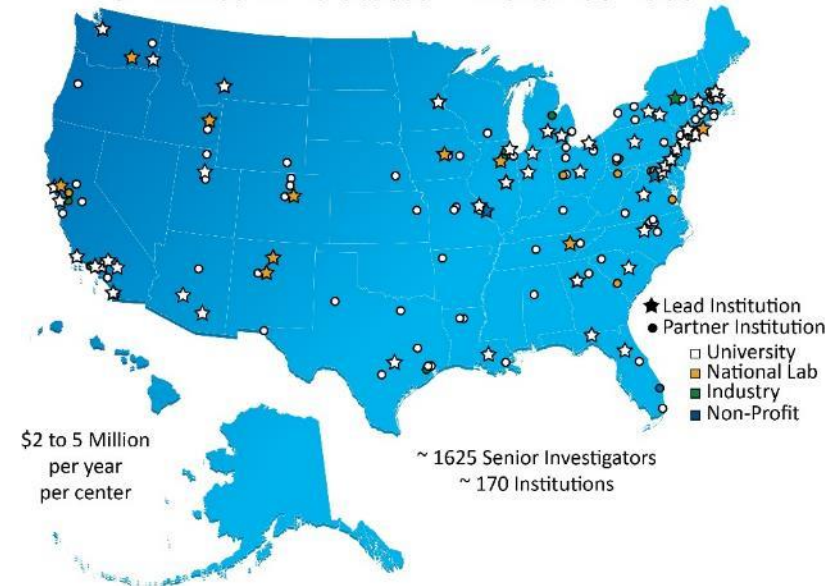 Lead Institution
Partner Institution
University
National Lab
Industry
Non-Profit
$2 to 5 Million
per year
per center
~ 1625 Senior Investigators
~ 170 Institutions